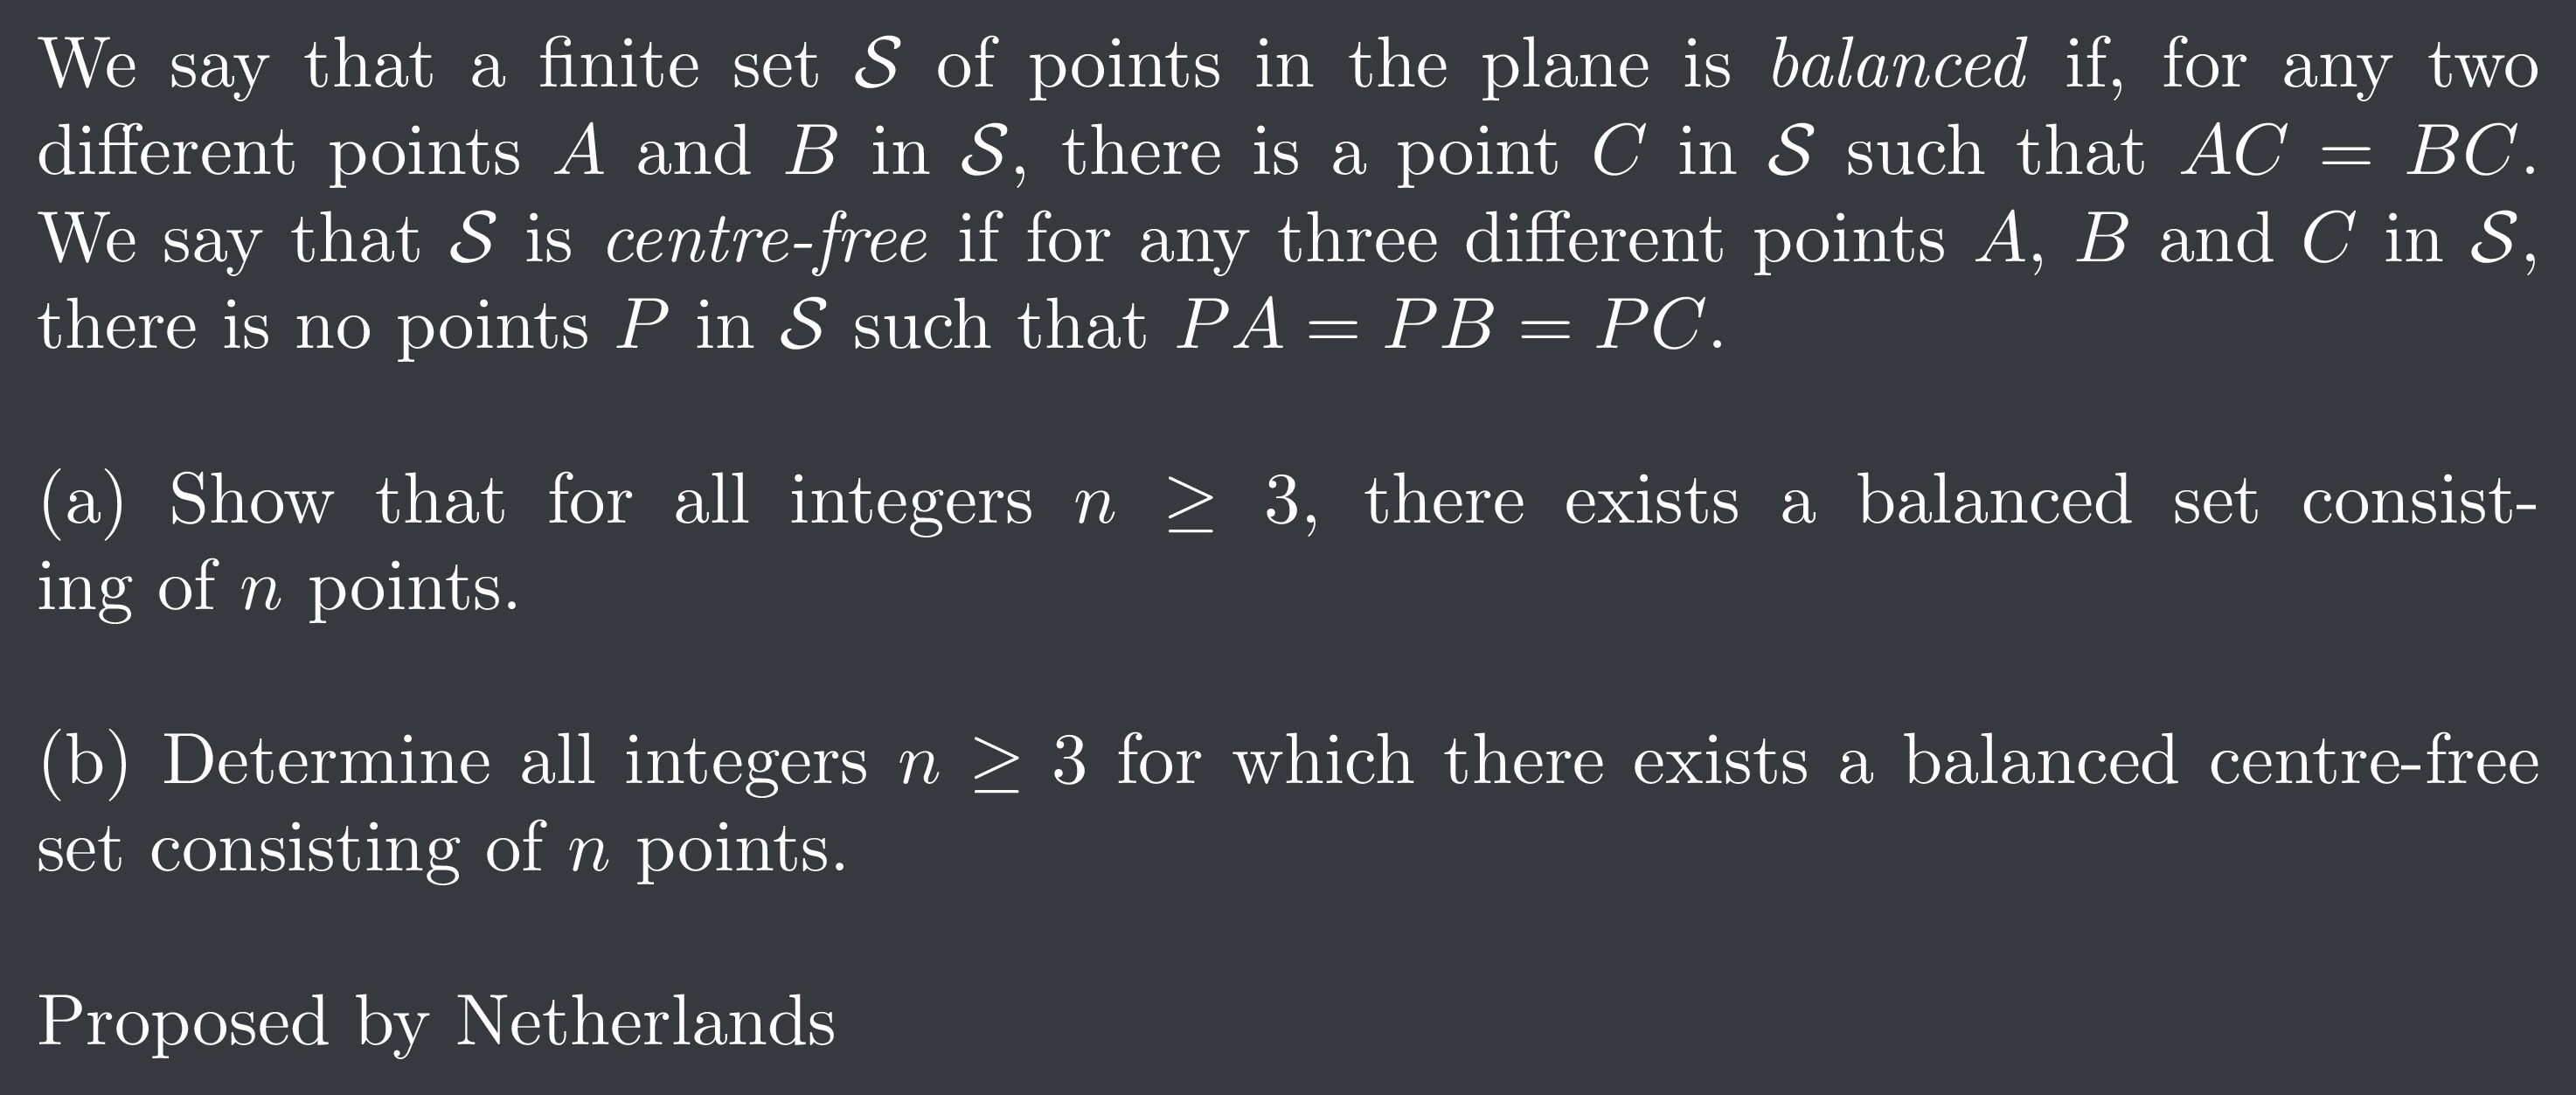 We say that a finite set 𝒮 of points in the plane is balanced if, for any two
different points A and B in 𝒮, there is a point C in 𝒮 such that AC = BC.
We say that 𝒮 is centre-free if for any three different points A, B and C in 𝒮,
there is no points P in 𝒮 such that PA = PB = PC.
(a) Show that for all integers n ≥ 3, there exists a balanced set consist-
ing of n points.
(b) Determine all integers n ≥ 3 for which there exists a balanced centre-free
set consisting of n points.
Proposed by Netherlands